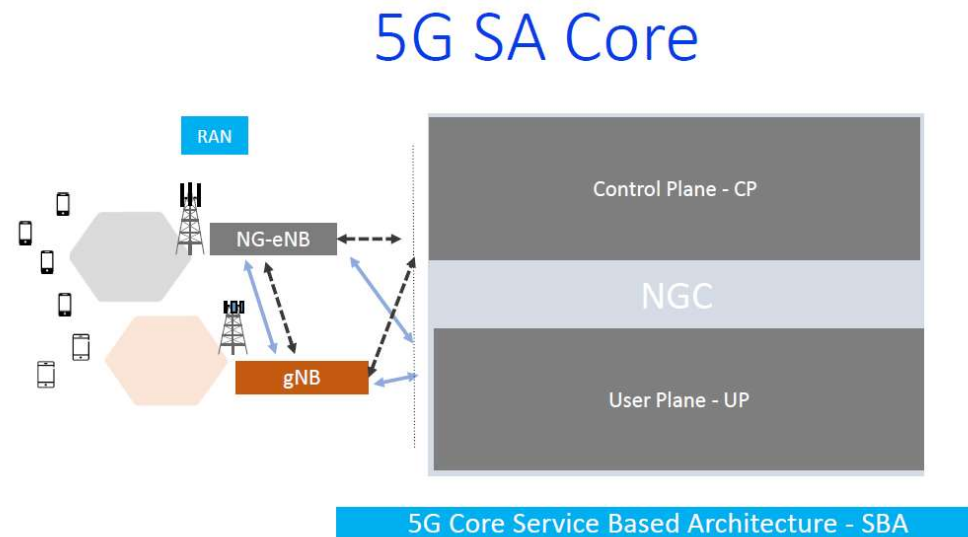 5G SA Core
RAN
Control Plane - CP
NG-eNB
NGC
gNB
User Plane - UP
5G Core Service Based Architecture - SBA